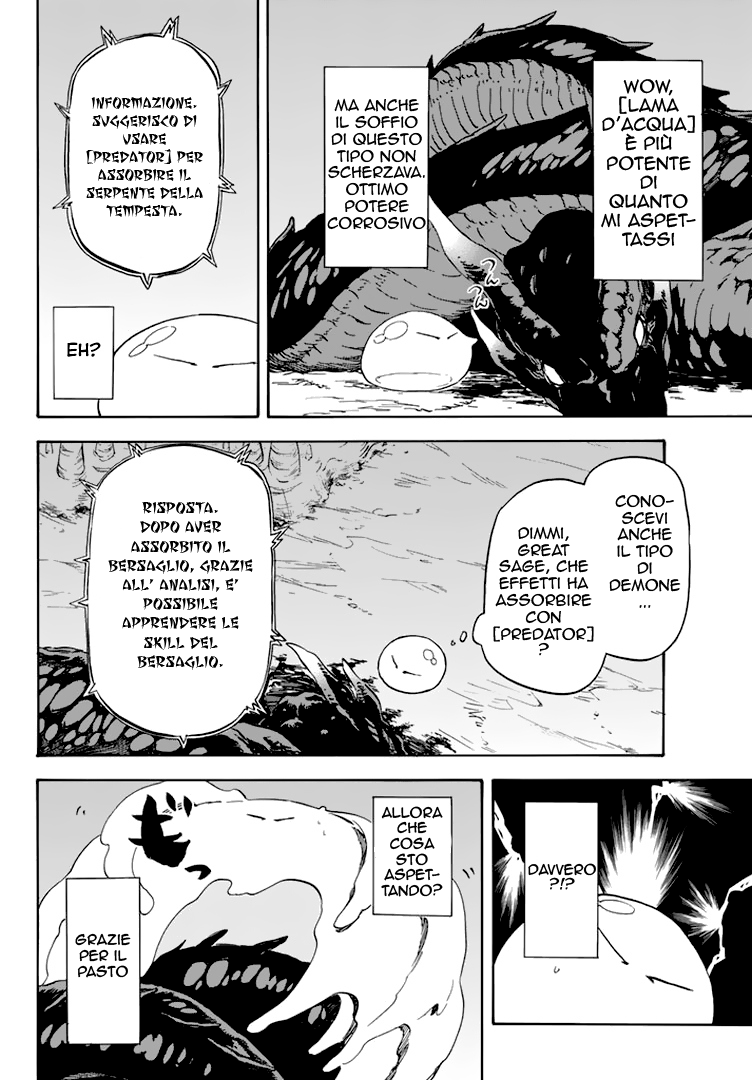 WOW,
[LAMA
D'ACQUA]
È PIÙ
POTENTE
DI
QUANTO
MI ASPET-
TASSI
MA ANCHE
IL SOFFIO
DI QUESTO
TIPO NON
SCHERZAVA.
OTTIMO
POTERE
CORROSIVO
つん
つん
INFORMAZIONE.
SUGGERISCO DI
USARE
[PREDATOR] PER
ASSORBIRE IL
SERPENTE DELLA
TEMPESTA.
EH?
CONO-
SCEVI
ANCHE
IL TIPO
DI
DEMONE
...
DIMMI,
GREAT
SAGE, CHE
EFFETTI HA
ASSORBIRE
CON
[PREDATOR]
?
RISPOSTA.
DOPO AVER
ASSORBITO IL
BERSAGLIO, GRAZIE
ALL' ANALISI, E'
POSSIBILE
APPRENDERE LE
SKILL DEL
BERSAGLIO.
DAVVERO
?!?
ALLORA
CHE
COSA
STO
ASPET-
TANDO?
GRAZIE
PER IL
PASTO